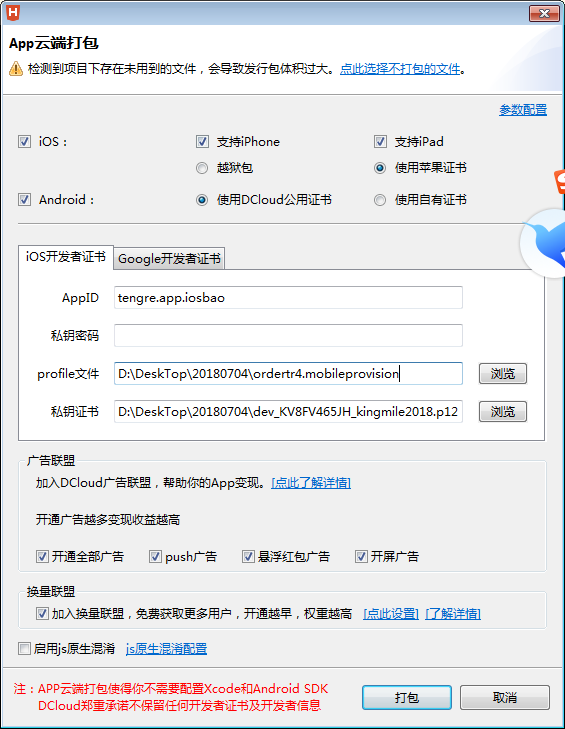 H
App云端打包
检测到项目下存在未用到的文件，会导致发行包体积过大。点此选择不打包的文件。
参数配置
iOS： 支持iPhone 支持iPad
越狱包 使用苹果证书
Android： 使用DCloud公用证书 使用自有证书
iOS开发者证书 Google开发者证书
AppID tengre.app.iosbao
私钥密码
profile文件 D:\DeskTop\20180704\ordertr4.mobileprovision 浏览
私钥证书 D:\DeskTop\20180704\dev_KV8FV465JH_kingmile2018.p12 浏览
广告联盟
加入DCloud广告联盟，帮助你的App变现。[点此了解详情]
开通广告越多变现收益越高
开通全部广告 push广告 悬浮红包广告 开屏广告
换量联盟
加入换量联盟，免费获取更多用户，开通越早，权重越高 [点此设置] [了解详情]
启用js原生混淆 js原生混淆配置
注：APP云端打包使得你不需要配置Xcode和Android SDK
DCloud郑重承诺不保留任何开发者证书及开发者信息
打包 取消